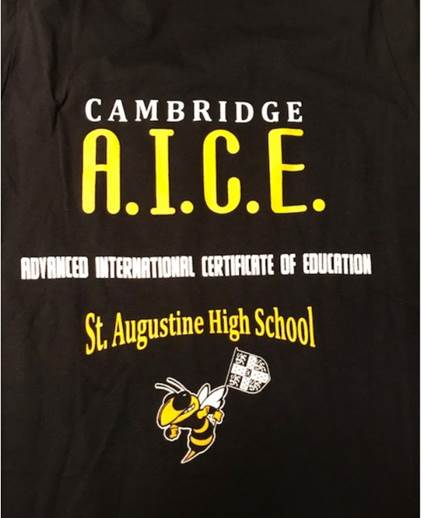 CAMBRIDGE
A.I.C.E.
ADVANCED INTERNATIONAL CERTIFICATE OF EDUCATION
St. Augustine High School